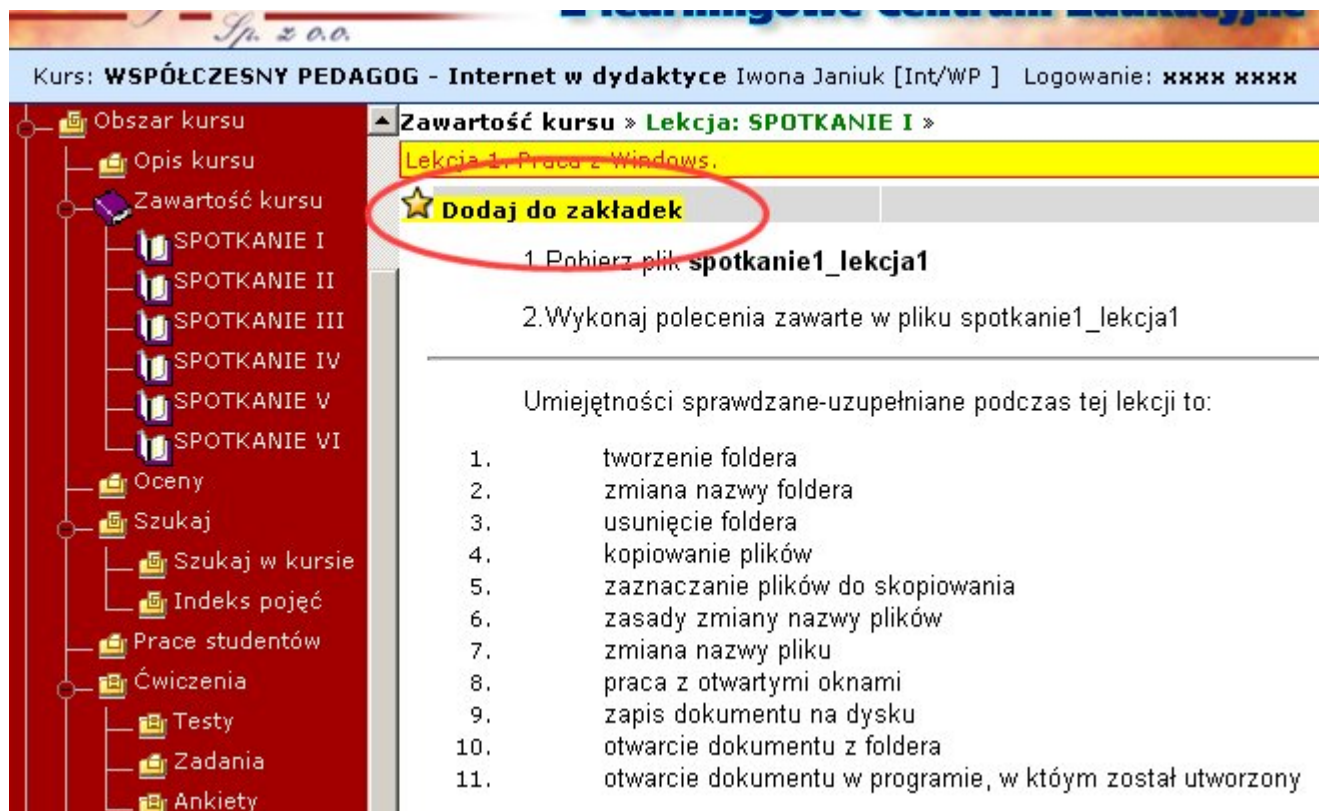 Sp. z o.o.
Kurs: WSPÓŁCZESNY PEDAGOG - Internet w dydaktyce Iwona Janiuk [Int/WP ] Logowanie: xxxx xxxx
Obszar kursu
Opis kursu
Zawartość kursu
SPOTKANIE I
SPOTKANIE II
SPOTKANIE III
SPOTKANIE IV
SPOTKANIE V
SPOTKANIE VI
Oceny
Szukaj
Szukaj w kursie
Indeks pojęć
Prace studentów
Ćwiczenia
Testy
Zadania
Ankiety
Zawartość kursu » Lekcja: SPOTKANIE I »
Lekcja 1. Praca z Windows.
Dodaj do zakładek
1.Pobierz plik spotkanie1_lekcja1
2.Wykonaj polecenia zawarte w pliku spotkanie1_lekcja1
Umiejętności sprawdzane-uzupełniane podczas tej lekcji to:
1. tworzenie foldera
2. zmiana nazwy foldera
3. usunięcie foldera
4. kopiowanie plików
5. zaznaczanie plików do skopiowania
6. zasady zmiany nazwy plików
7. zmiana nazwy pliku
8. praca z otwartymi oknami
9. zapis dokumentu na dysku
10. otwarcie dokumentu z foldera
11. otwarcie dokumentu w programie, w któym został utworzony